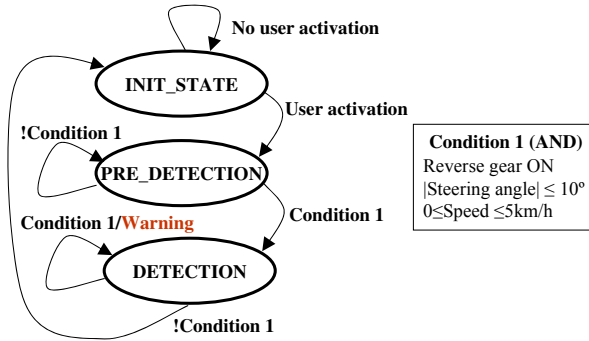 No user activation
INIT_STATE
User activation
!Condition 1
PRE_DETECTION
Condition 1
Condition 1/Warning
DETECTION
!Condition 1
Condition 1 (AND)
Reverse gear ON
|Steering angle| ≤ 10º
0≤Speed ≤5km/h